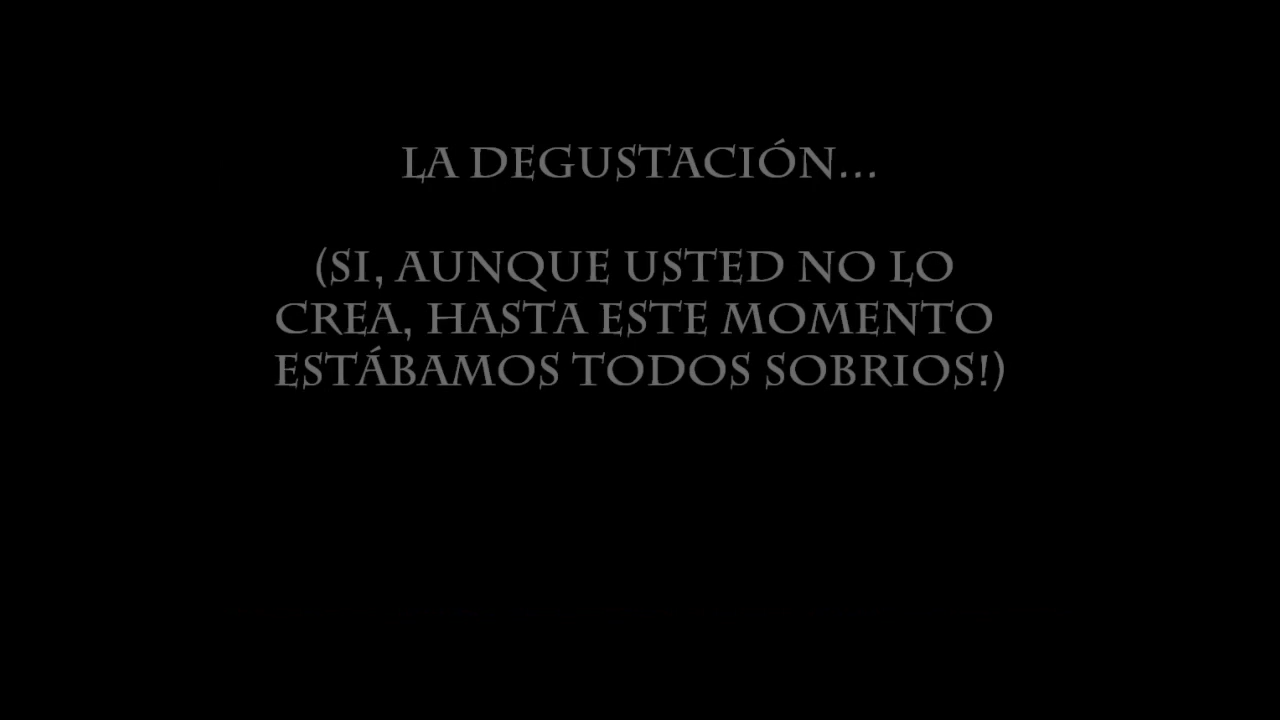 LA DEGUSTACIÓN...
(SI, AUNQUE USTED NO LO
CREA, HASTA ESTE MOMENTO
ESTÁBAMOS TODOS SOBRIOS!)